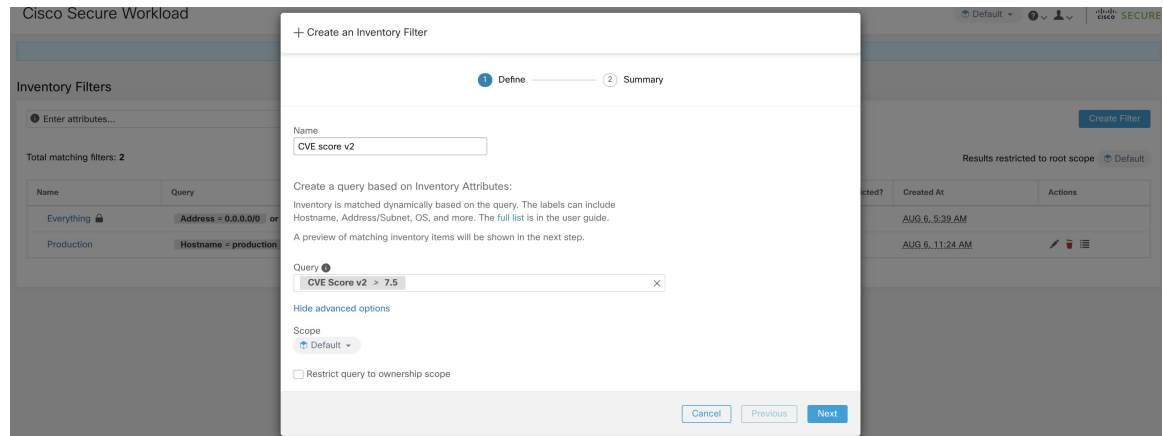 Cisco Secure Workload
Default
cisco SECURE
+ Create an Inventory Filter
1 Define
2 Summary
Inventory Filters
Enter attributes...
Create Filter
Total matching filters: 2
Results restricted to root scope Default
Name Query icted? Created At Actions
Everything Address = 0.0.0.0/0 or AUG 6, 5:39 AM
Production Hostname = production AUG 6, 11:24 AM
Name
CVE score v2
Create a query based on Inventory Attributes:
Inventory is matched dynamically based on the query. The labels can include
Hostname, Address/Subnet, OS, and more. The full list is in the user guide.
A preview of matching inventory items will be shown in the next step.
Query
CVE Score v2 > 7.5
Hide advanced options
Scope
Default
Restrict query to ownership scope
Cancel Previous Next